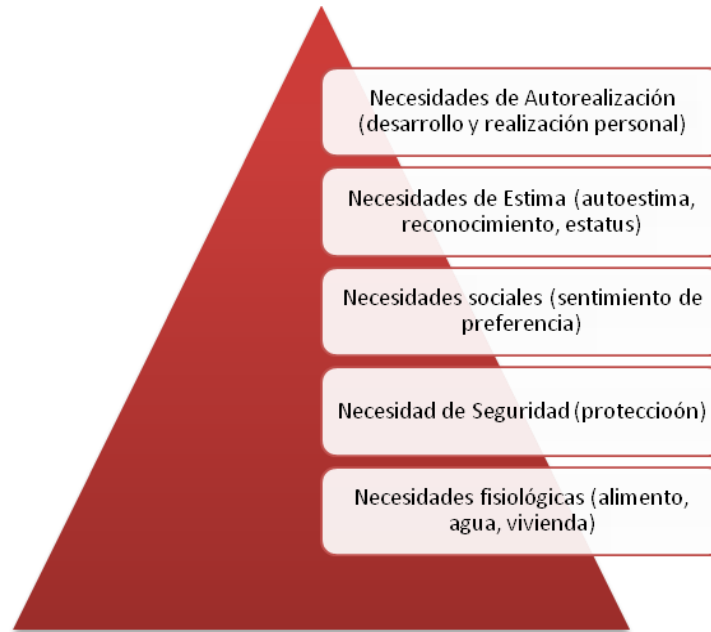 Necesidades de Autorealización
(desarrollo y realización personal)
Necesidades de Estima (autoestima,
reconocimiento, estatus)
Necesidades sociales (sentimiento de
preferencia)
Necesidad de Seguridad (proteccioón)
Necesidades fisiológicas (alimento,
agua, vivienda)